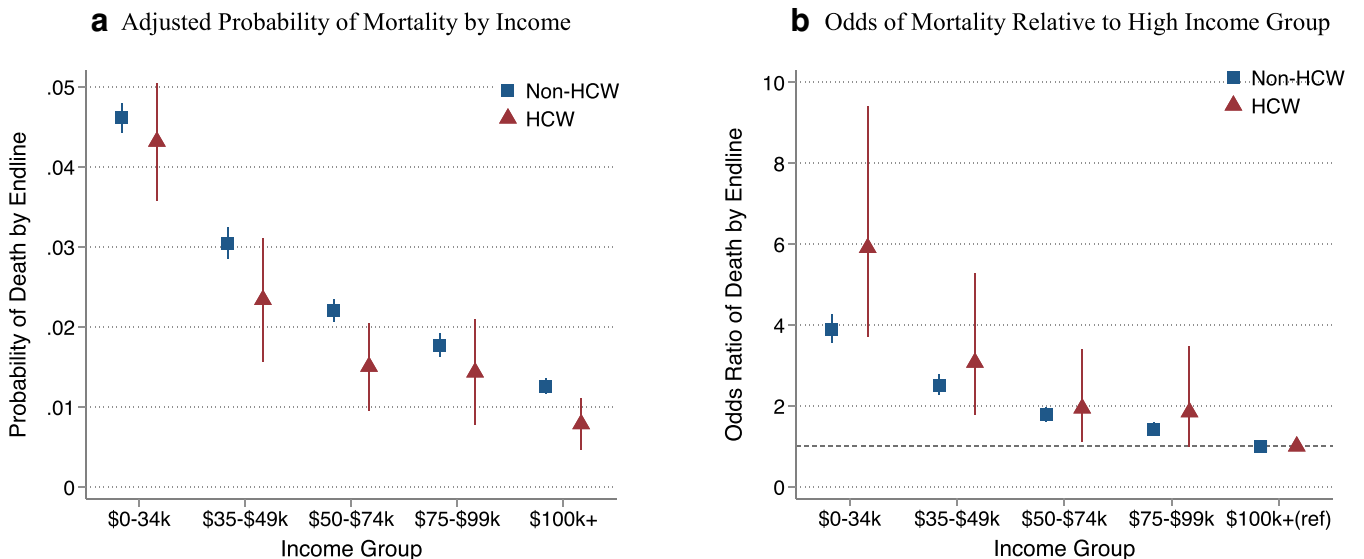 a Adjusted Probability of Mortality by Income
Probability of Death by Endline
.05
.04
.03
.02
.01
0
Non-HCW
HCW
$0-34k $35-$49k $50-$74k $75-$99k $100k+
Income Group
b Odds of Mortality Relative to High Income Group
Odds Ratio of Death by Endline
10
8
6
4
2
0
Non-HCW
HCW
$0-34k $35-$49k $50-$74k $75-$99k $100k+(ref)
Income Group